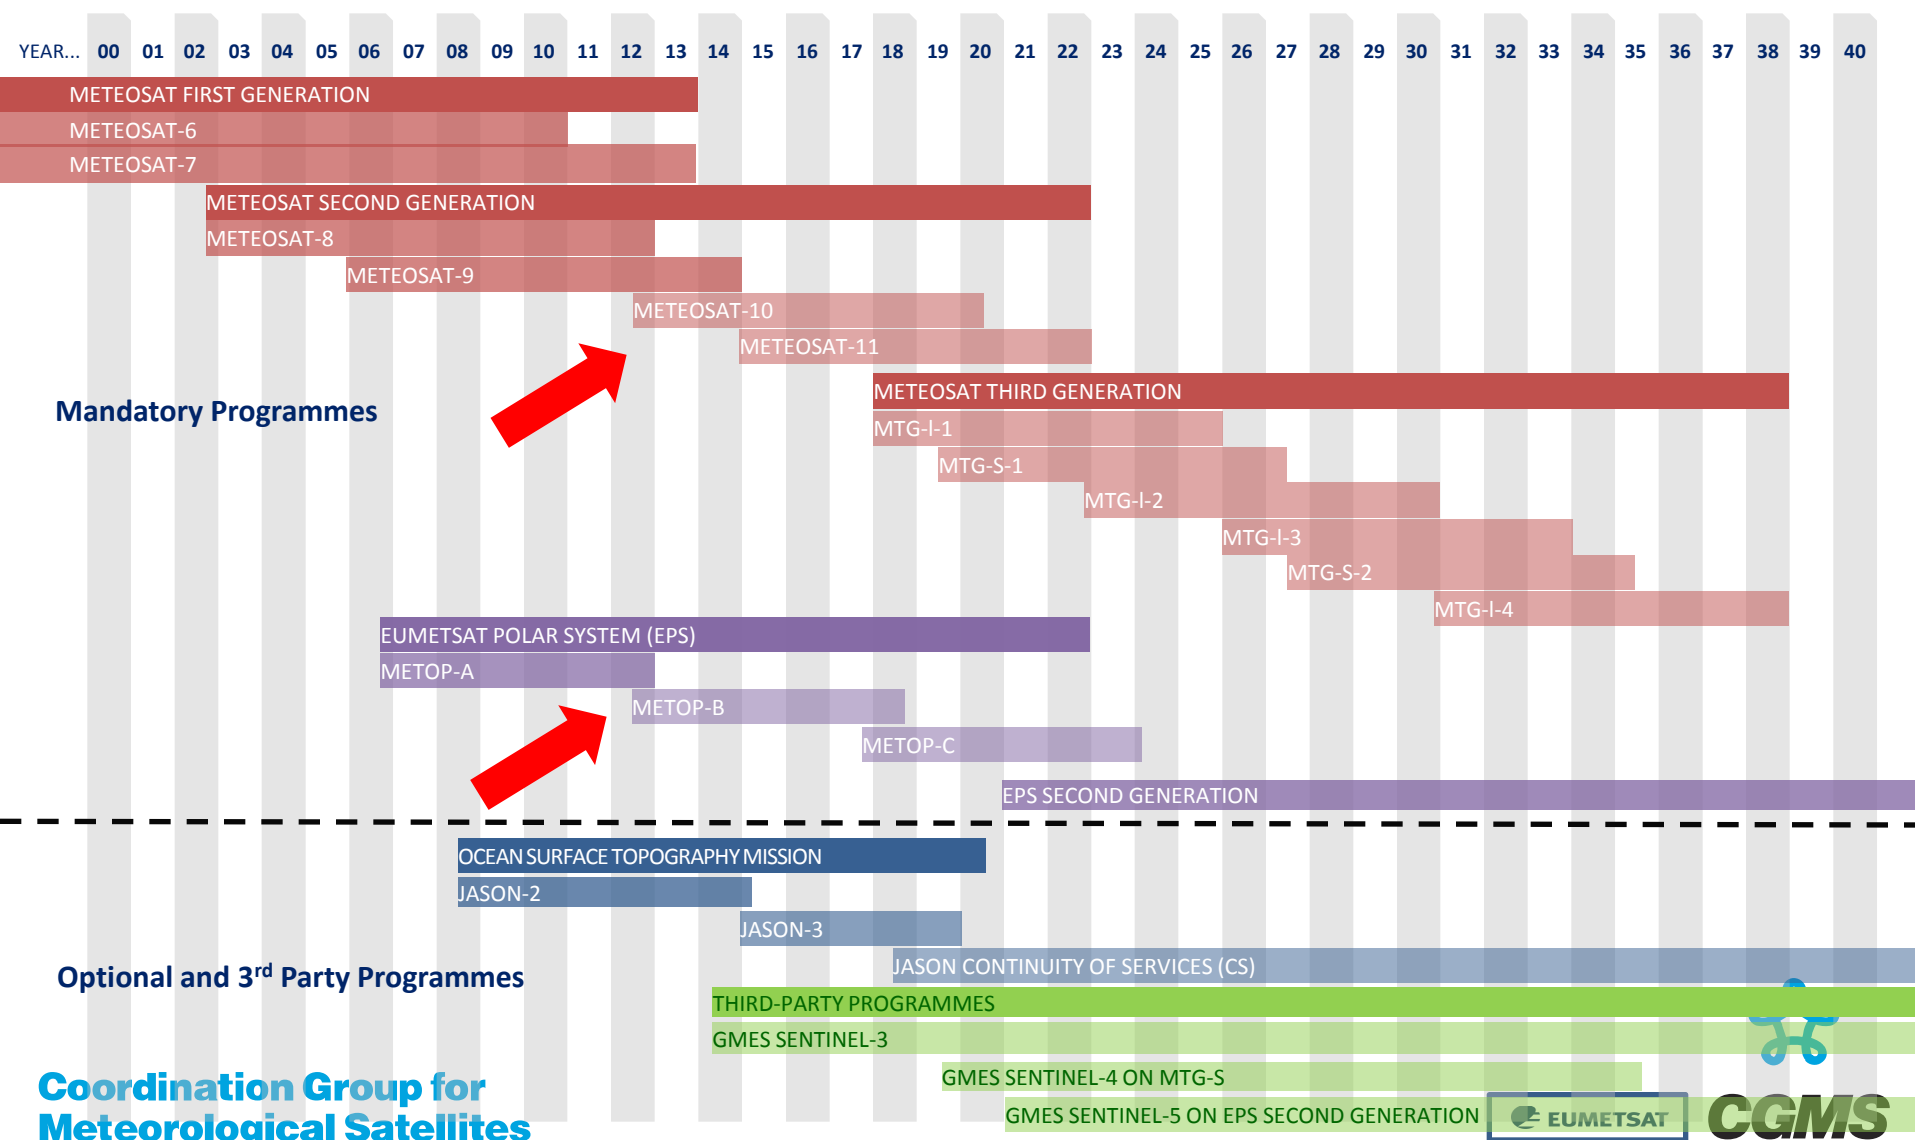 YEAR... 00 01 02 03 04 05 06 07 08 09 10 11 12 13 14 15 16 17 18 19 20 21 22 23 24 25 26 27 28 29 30 31 32 33 34 35 36 37 38 39 40
METEOSAT FIRST GENERATION
METEOSAT-6
METEOSAT-7
METEOSAT SECOND GENERATION
METEOSAT-8
METEOSAT-9
METEOSAT-10
METEOSAT-11
METEOSAT THIRD GENERATION
Mandatory Programmes
MTG-I-1
MTG-S-1
MTG-I-2
MTG-I-3
MTG-S-2
MTG-I-4
EUMETSAT POLAR SYSTEM (EPS)
METOP-A
METOP-B
METOP-C
EPS SECOND GENERATION
OCEAN SURFACE TOPOGRAPHY MISSION
JASON-2
JASON-3
JASON CONTINUITY OF SERVICES (CS)
Optional and 3rd Party Programmes
THIRD-PARTY PROGRAMMES
GMES SENTINEL-3
GMES SENTINEL-4 ON MTG-S
GMES SENTINEL-5 ON EPS SECOND GENERATION
Coordination Group for
Meteorological Satellites
EUMETSAT
CGMS